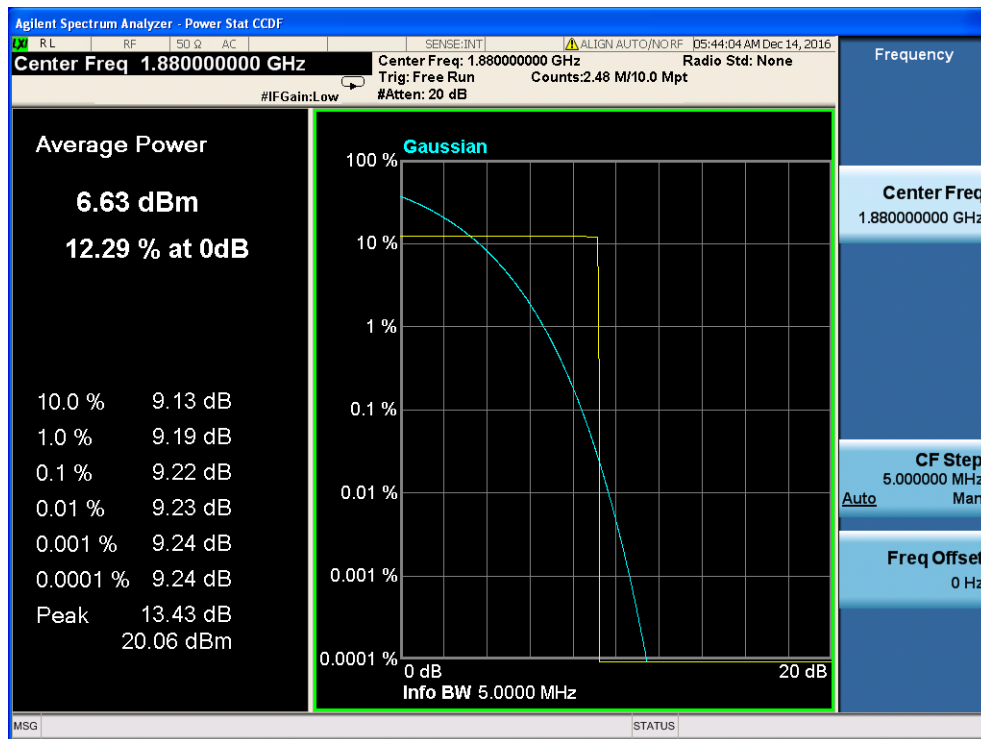 Agilent Spectrum Analyzer - Power Stat CCDF
LXI RL RF 50 Ω AC SENSE:INT ALIGN AUTO/NO RF 05:44:04 AM Dec 14, 2016
Center Freq 1.880000000 GHz
#IFGain:Low
Center Freq: 1.880000000 GHz Radio Std: None
Trig: Free Run Counts:2.48 M/10.0 Mpt
#Atten: 20 dB
Average Power
6.63 dBm
12.29 % at 0dB
10.0 % 9.13 dB
1.0 % 9.19 dB
0.1 % 9.22 dB
0.01 % 9.23 dB
0.001 % 9.24 dB
0.0001 % 9.24 dB
Peak 13.43 dB
20.06 dBm
Gaussian
100 %
10 %
1 %
0.1 %
0.01 %
0.001 %
0.0001 %
0 dB 20 dB
Info BW 5.0000 MHz
Frequency
Center Freq
1.880000000 GHz
CF Step
5.000000 MHz
Auto Man
Freq Offset
0 Hz
MSG STATUS